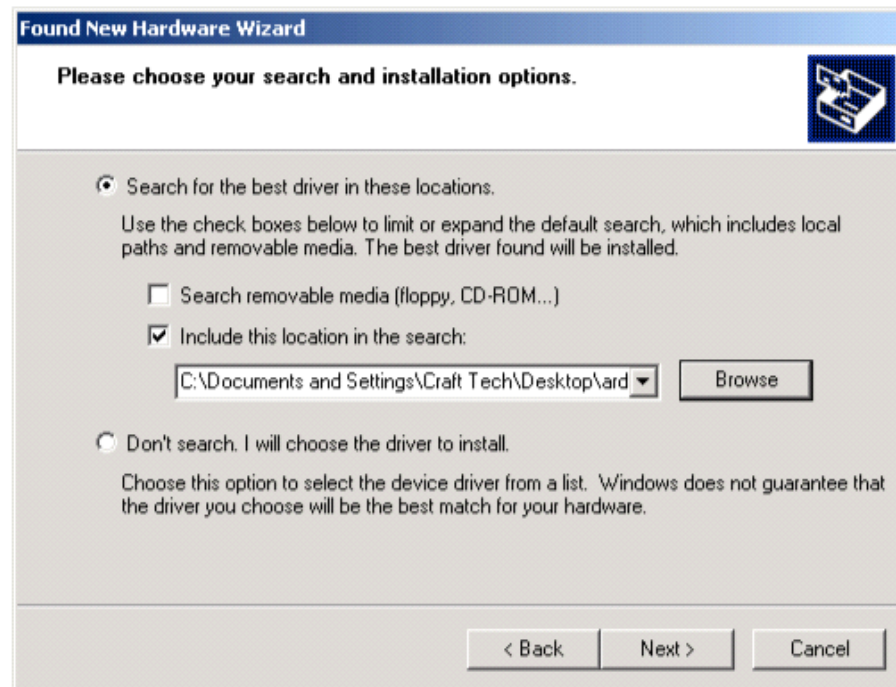 Found New Hardware Wizard
Please choose your search and installation options.
Search for the best driver in these locations.
Use the check boxes below to limit or expand the default search, which includes local
paths and removable media. The best driver found will be installed.
Search removable media (floppy, CD-ROM...)
Include this location in the search:
C:\Documents and Settings\Craft Tech\Desktop\ard
Browse
Don't search. I will choose the driver to install.
Choose this option to select the device driver from a list.  Windows does not guarantee that
the driver you choose will be the best match for your hardware.
< Back
Next >
Cancel